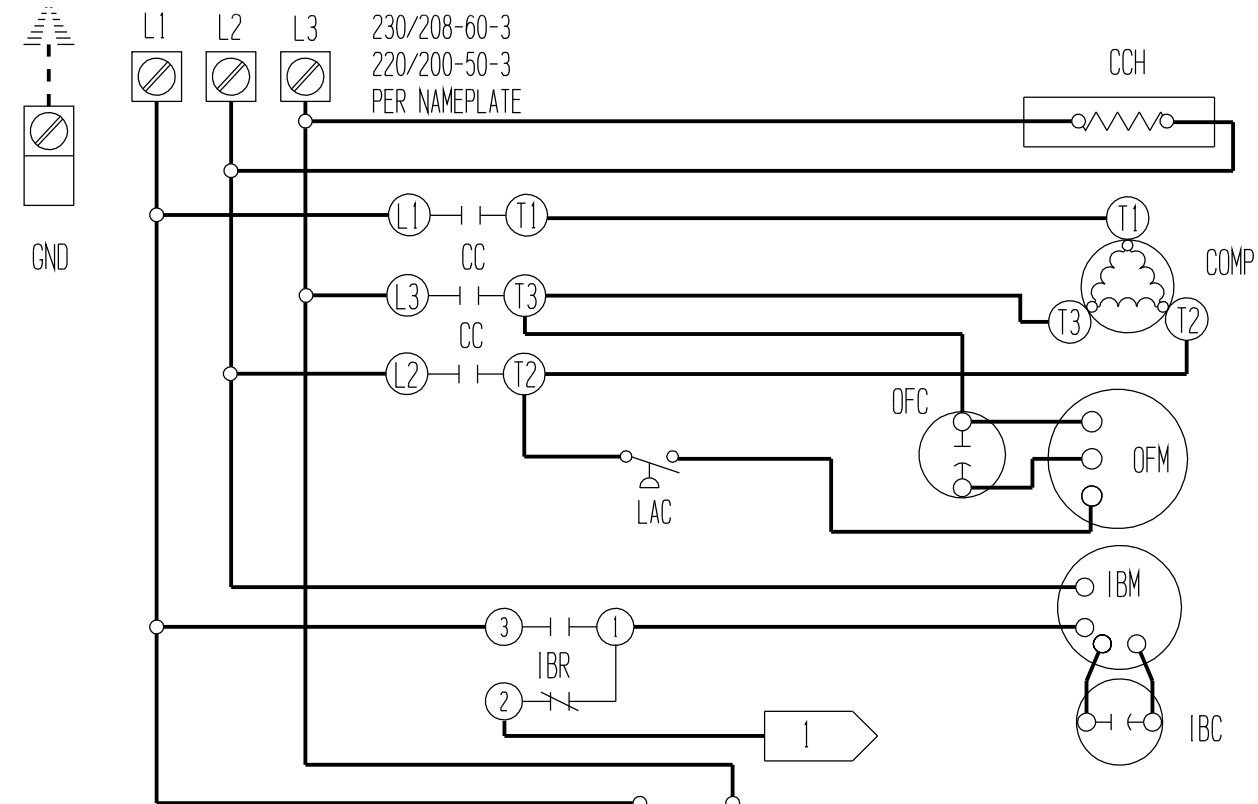 L1 L2 L3 230/208-60-3
220/200-50-3
PER NAMEPLATE
CCH
L1 T1 T1
GND
CC
COMP
L3 T3
T3 T2
CC
L2 T2
OFC
OFM
LAC
IBM
3 1
IBR
2
1
IBC